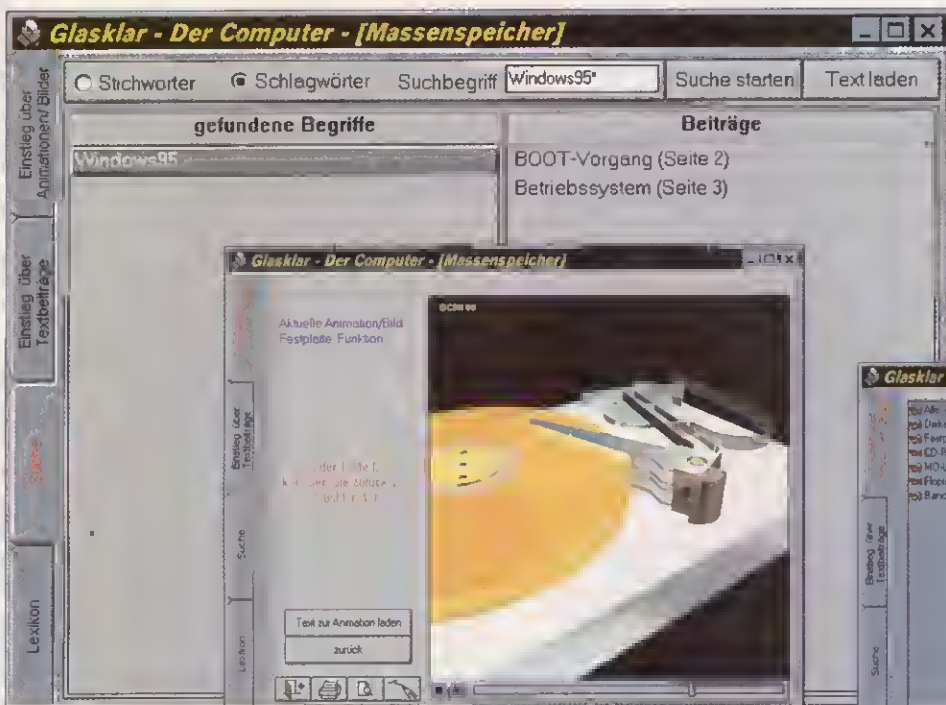 Glasklar - Der Computer - [Massenspeicher]
Stichwörter
Schlagwörter
Suchbegriff
Windows95*
Suche starten
Text laden
Einstieg über
Animationen/Bilder
Einstieg über
Textbeiträge
Suche
Lexikon
gefundene Begriffe
Windows95
Beiträge
BOOT-Vorgang (Seite 2)
Betriebssystem (Seite 3)
Glasklar - Der Computer - [Massenspeicher]
Aktuelle Animation/Bild
Festplatte Funktion
Einstieg über
Textbeiträge
Suche
Lexikon
Text zur Animation laden
zurück
Glasklar
Einstieg über
Textbeiträge
Suche